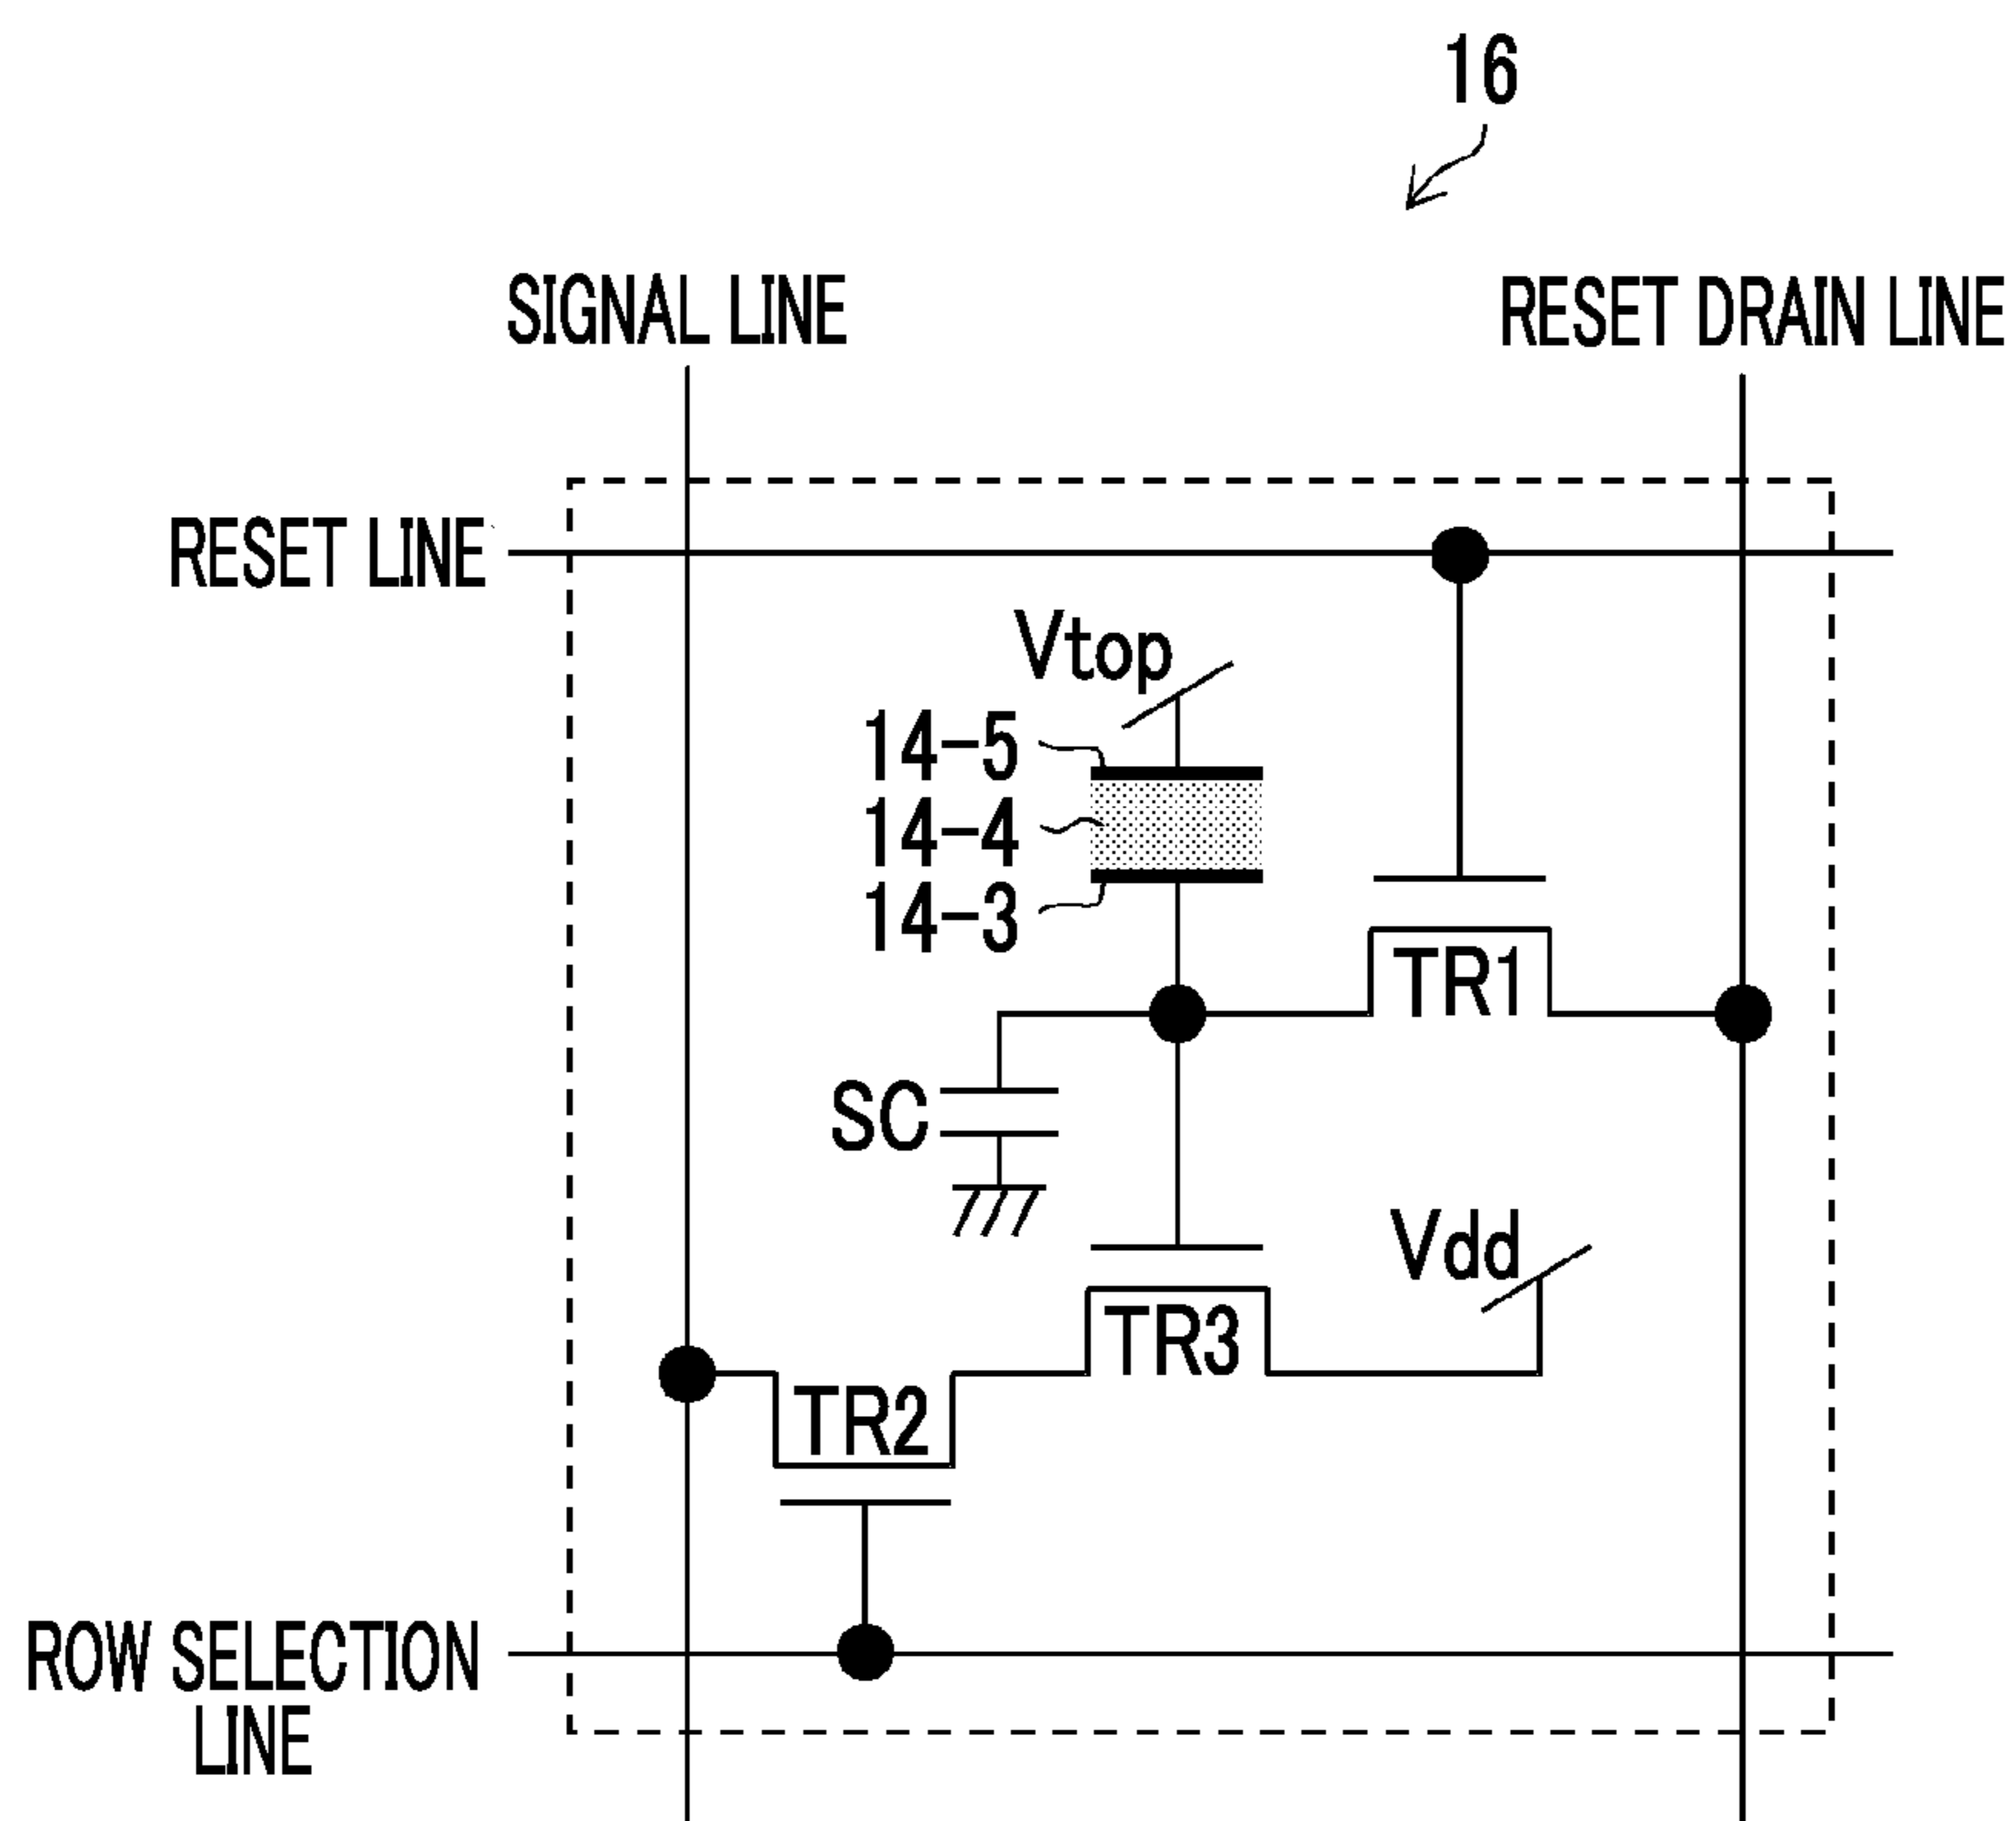 16
SIGNAL LINE
RESET DRAIN LINE
RESET LINE
Vtop
14-5
14-4
14-3
TR1
SC
Vdd
TR3
TR2
ROW SELECTION
LINE